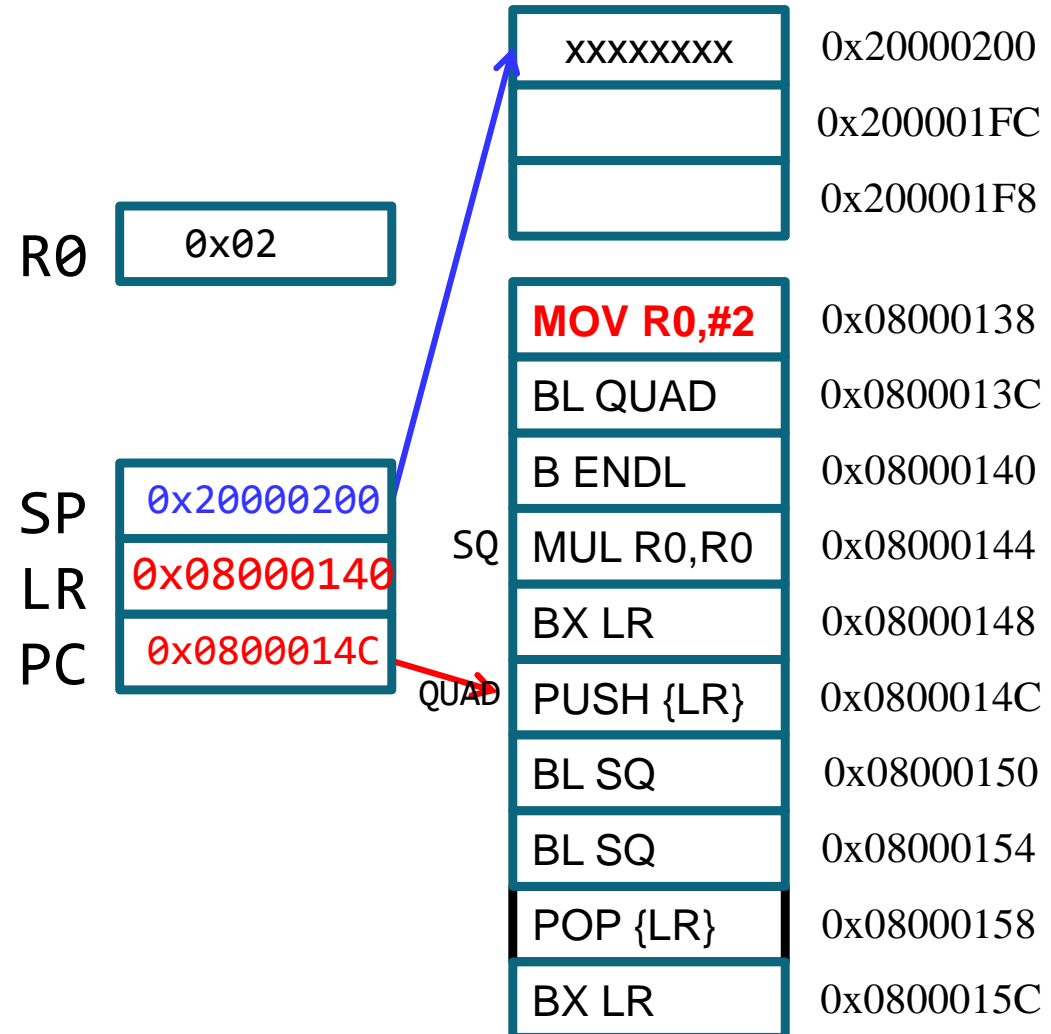 xxxxxxxx 0x20000200
0x200001FC
0x200001F8
R0 0x02
MOV R0,#2 0x08000138
BL QUAD 0x0800013C
B ENDL 0x08000140
SP 0x20000200
SQ MUL R0,R0 0x08000144
LR 0x08000140
BX LR 0x08000148
PC 0x0800014C
QUAD PUSH {LR} 0x0800014C
BL SQ 0x08000150
BL SQ 0x08000154
POP {LR} 0x08000158
BX LR 0x0800015C